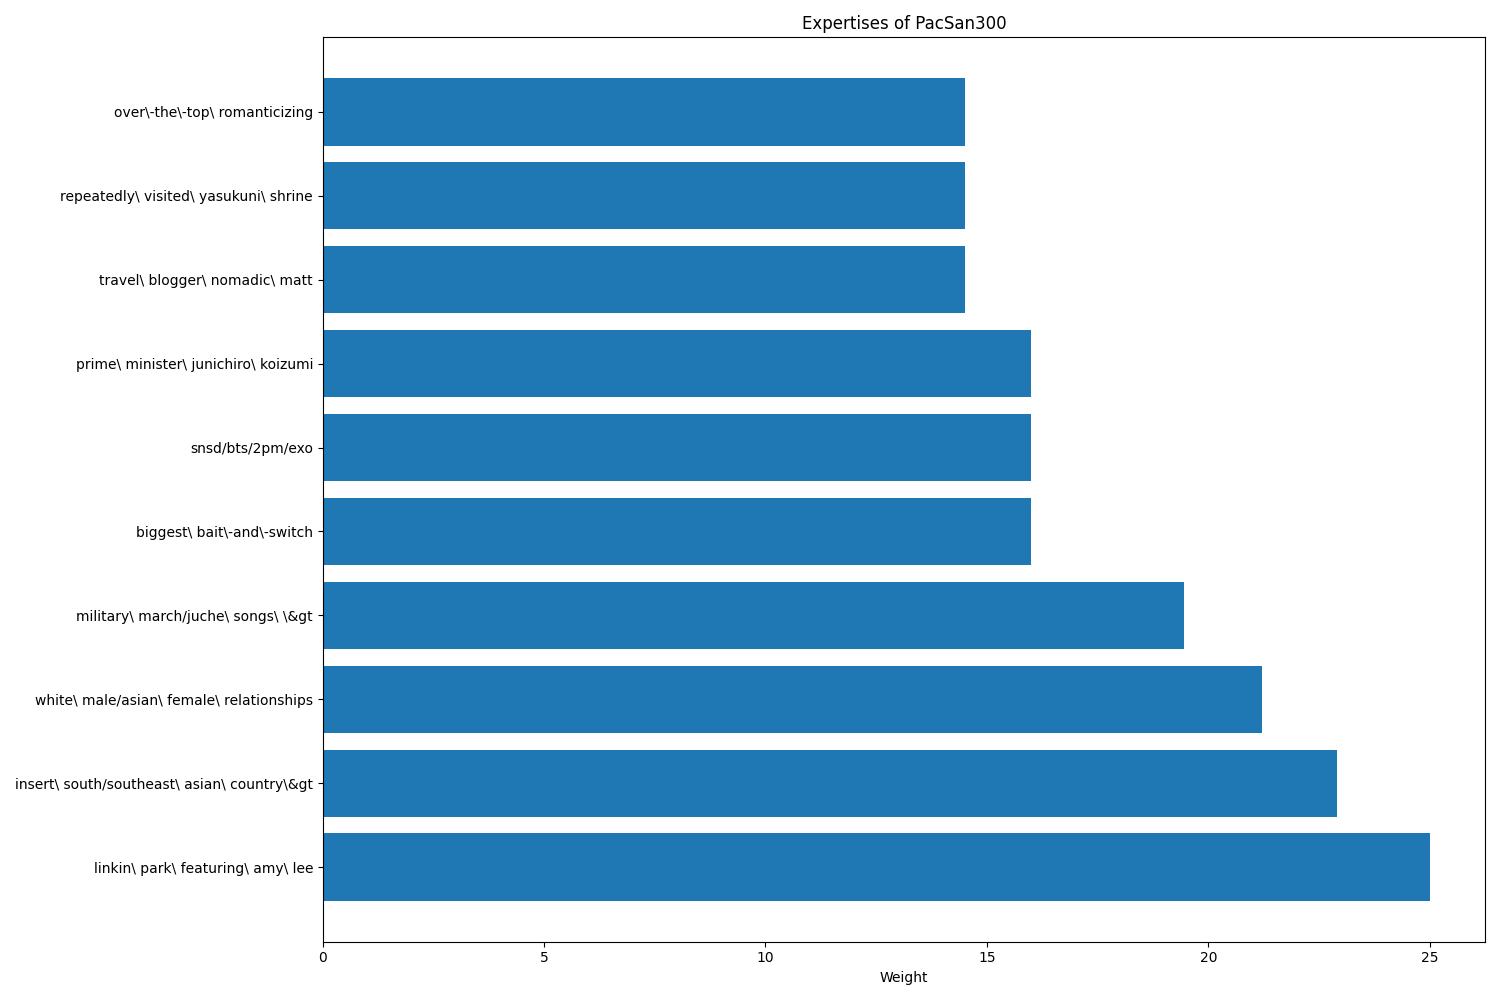 Expertises of PacSan300
over\-the\-top\ romanticizing
repeatedly\ visited\ yasukuni\ shrine
travel\ blogger\ nomadic\ matt
prime\ minister\ junichiro\ koizumi
snsd/bts/2pm/exo
biggest\ bait\-and\-switch
military\ march/juche\ songs\ \&gt
white\ male/asian\ female\ relationships
insert\ south/southeast\ asian\ country\&gt
linkin\ park\ featuring\ amy\ lee
0 5 10 15 20 25
Weight